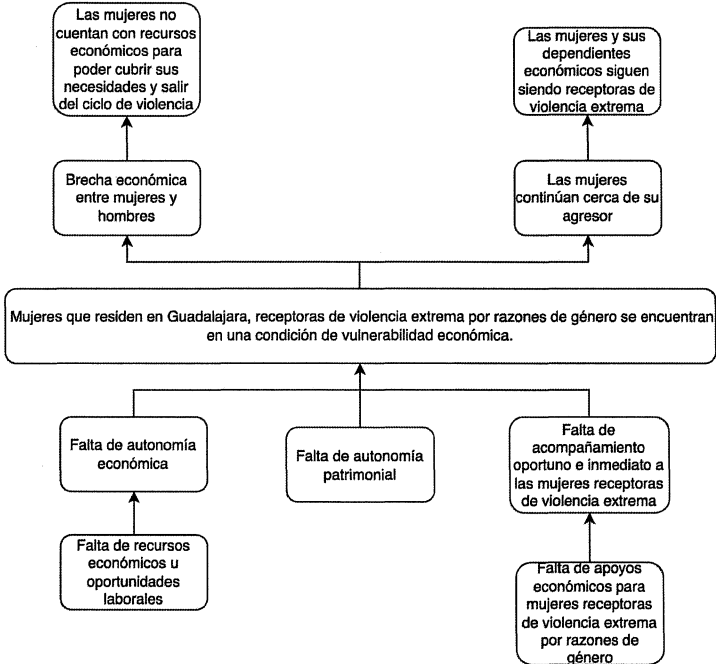 Las mujeres no
cuentan con recursos
económicos para
poder cubrir sus
necesidades y salir
del ciclo de violencia
Las mujeres y sus
dependientes
económicos siguen
siendo receptoras de
violencia extrema
Brecha económica
entre mujeres y
hombres
Las mujeres
continúan cerca de su
agresor
Mujeres que residen en Guadalajara, receptoras de violencia extrema por razones de género se encuentran
en una condición de vulnerabilidad económica.
Falta de autonomía
económica
Falta de autonomía
patrimonial
Falta de
acompañamiento
oportuno e inmediato a
las mujeres receptoras
de violencia extrema
Falta de recursos
económicos u
oportunidades
laborales
Falta de apoyos
económicos para
mujeres receptoras
de violencia extrema
por razones de
género